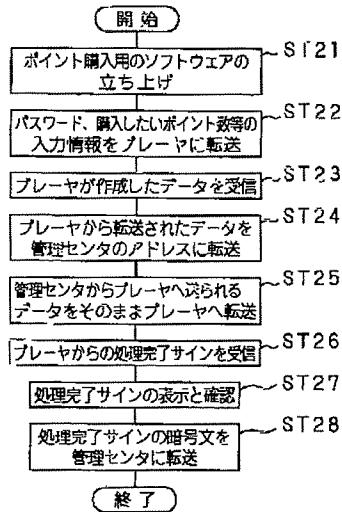 開始
ポイント購入用のソフトウェアの
立ち上げ
ST21
パスワード、購入したいポイント数等の
入力情報をプレーヤに転送
ST22
プレーヤが作成したデータを受信
ST23
プレーヤから転送されたデータを
管理センタのアドレスに転送
ST24
管理センタからプレーヤへ送られる
データをそのままプレーヤへ転送
ST25
プレーヤからの処理完了サインを受信
ST26
処理完了サインの表示と確認
ST27
処理完了サインの暗号文を
管理センタに転送
ST28
終了